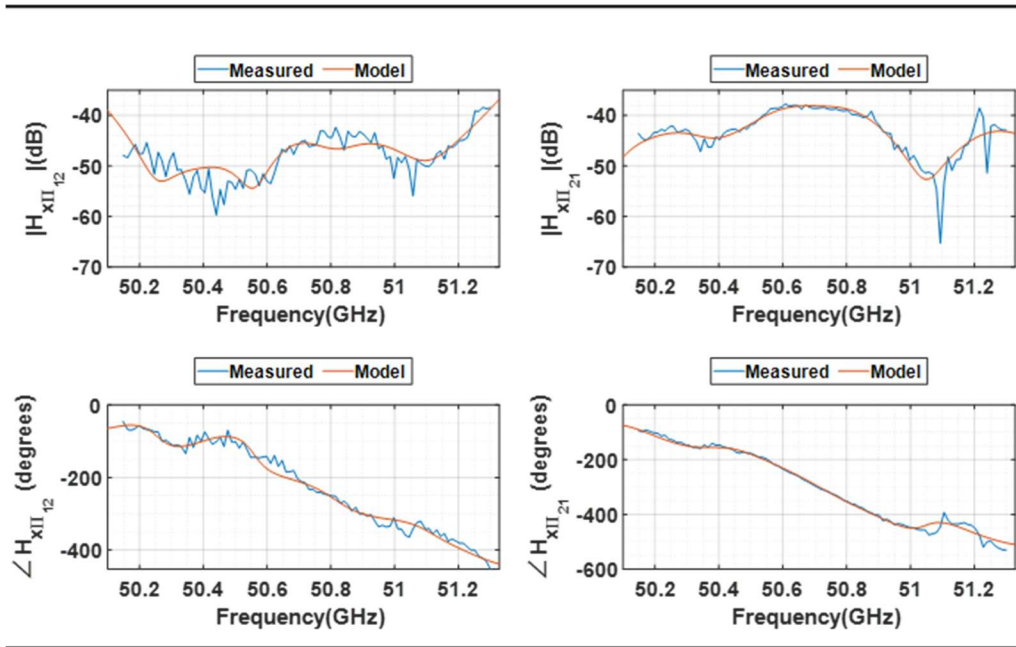 Measured Model
|H_xII_12 |(dB)
-40
-50
-60
-70
50.2 50.4 50.6 50.8 51 51.2
Frequency(GHz)
Measured Model
|H_xII_21 |(dB)
-40
-50
-60
-70
50.2 50.4 50.6 50.8 51 51.2
Frequency(GHz)
Measured Model
∠ H_xII_12 (degrees)
0
-200
-400
50.2 50.4 50.6 50.8 51 51.2
Frequency(GHz)
Measured Model
∠ H_xII_21 (degrees)
0
-200
-400
-600
50.2 50.4 50.6 50.8 51 51.2
Frequency(GHz)